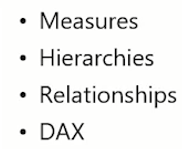 • Measures
• Hierarchies
• Relationships
• DAX